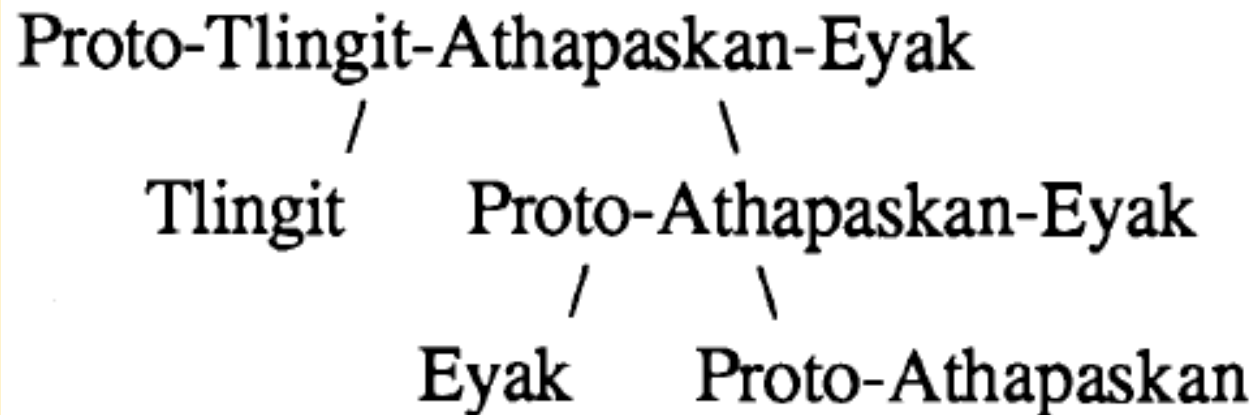 Proto-Tlingit-Athapaskan-Eyak
/ \
Tlingit Proto-Athapaskan-Eyak
/ \
Eyak Proto-Athapaskan